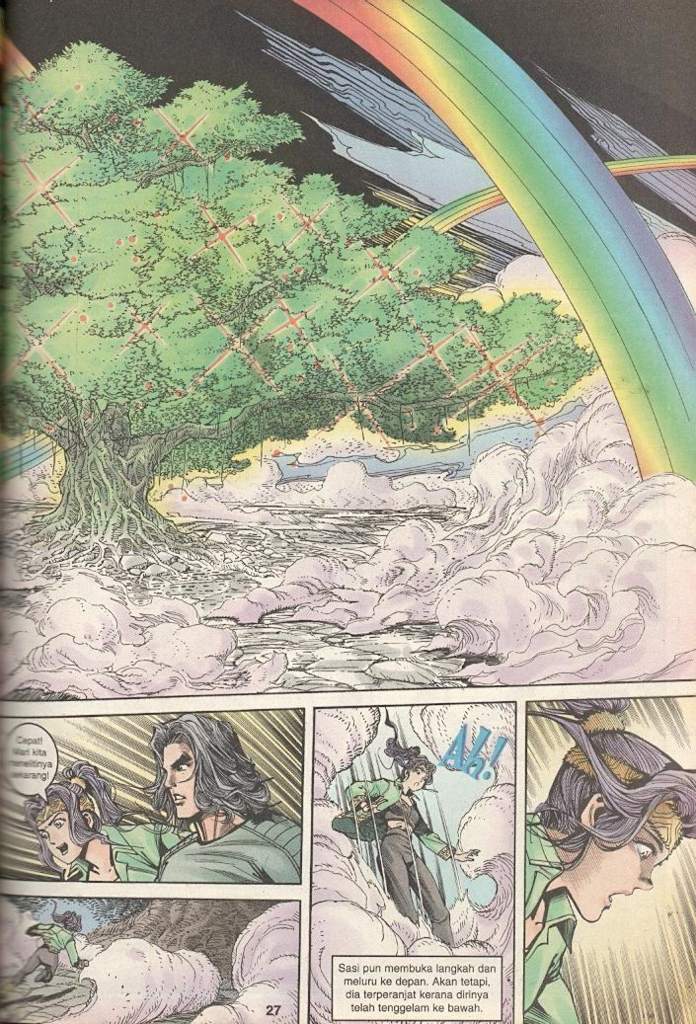 Cepat!
Mari kita
menelitinya
sekarang!
Ah!
Sasi pun membuka langkah dan
meluru ke depan. Akan tetapi,
dia terperanjat kerana dirinya
telah tenggelam ke bawah.
27